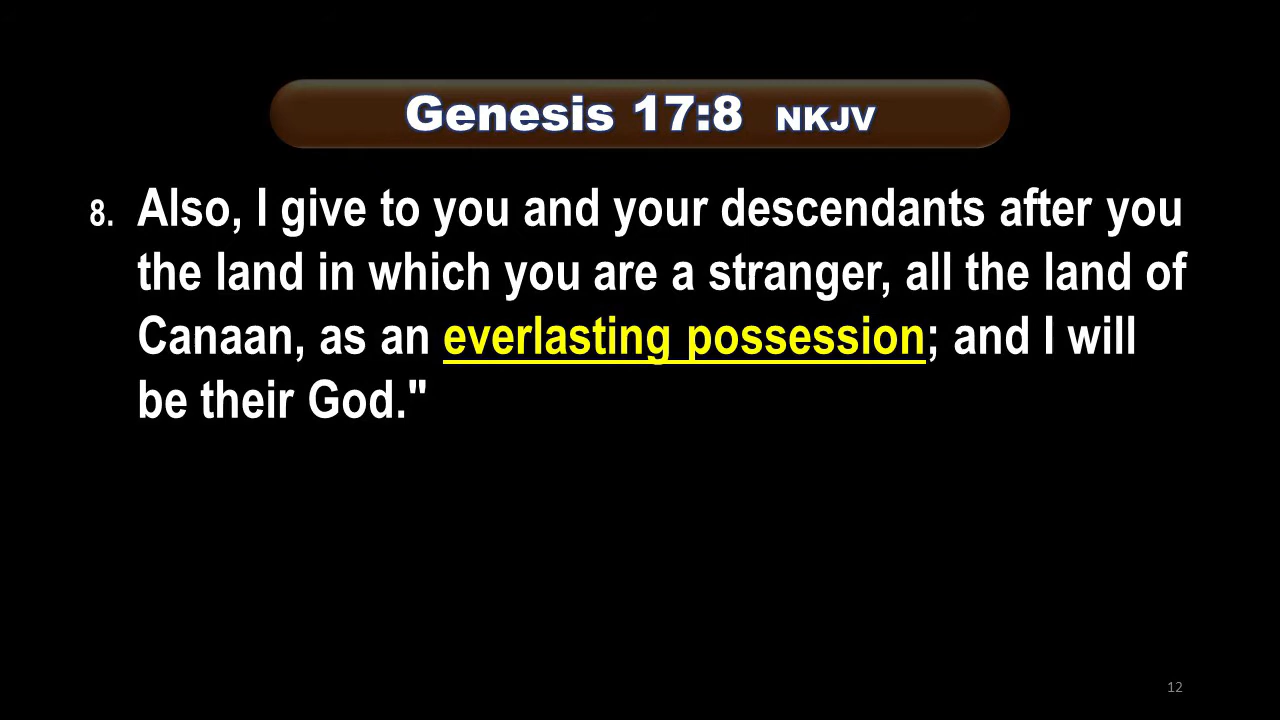 Genesis 17:8 NKJV
8. Also, I give to you and your descendants after you
the land in which you are a stranger, all the land of
Canaan, as an everlasting possession; and I will
be their God."
12